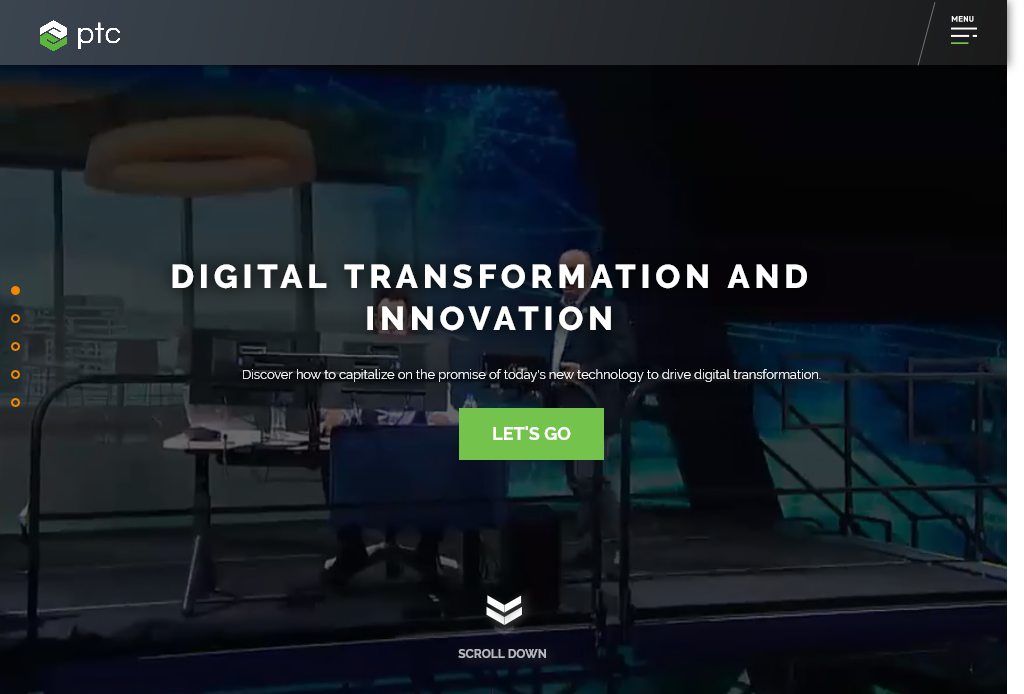 ptc
MENU
DIGITAL TRANSFORMATION AND
INNOVATION
Discover how to capitalize on the promise of today's new technology to drive digital transformation.
LET'S GO
SCROLL DOWN